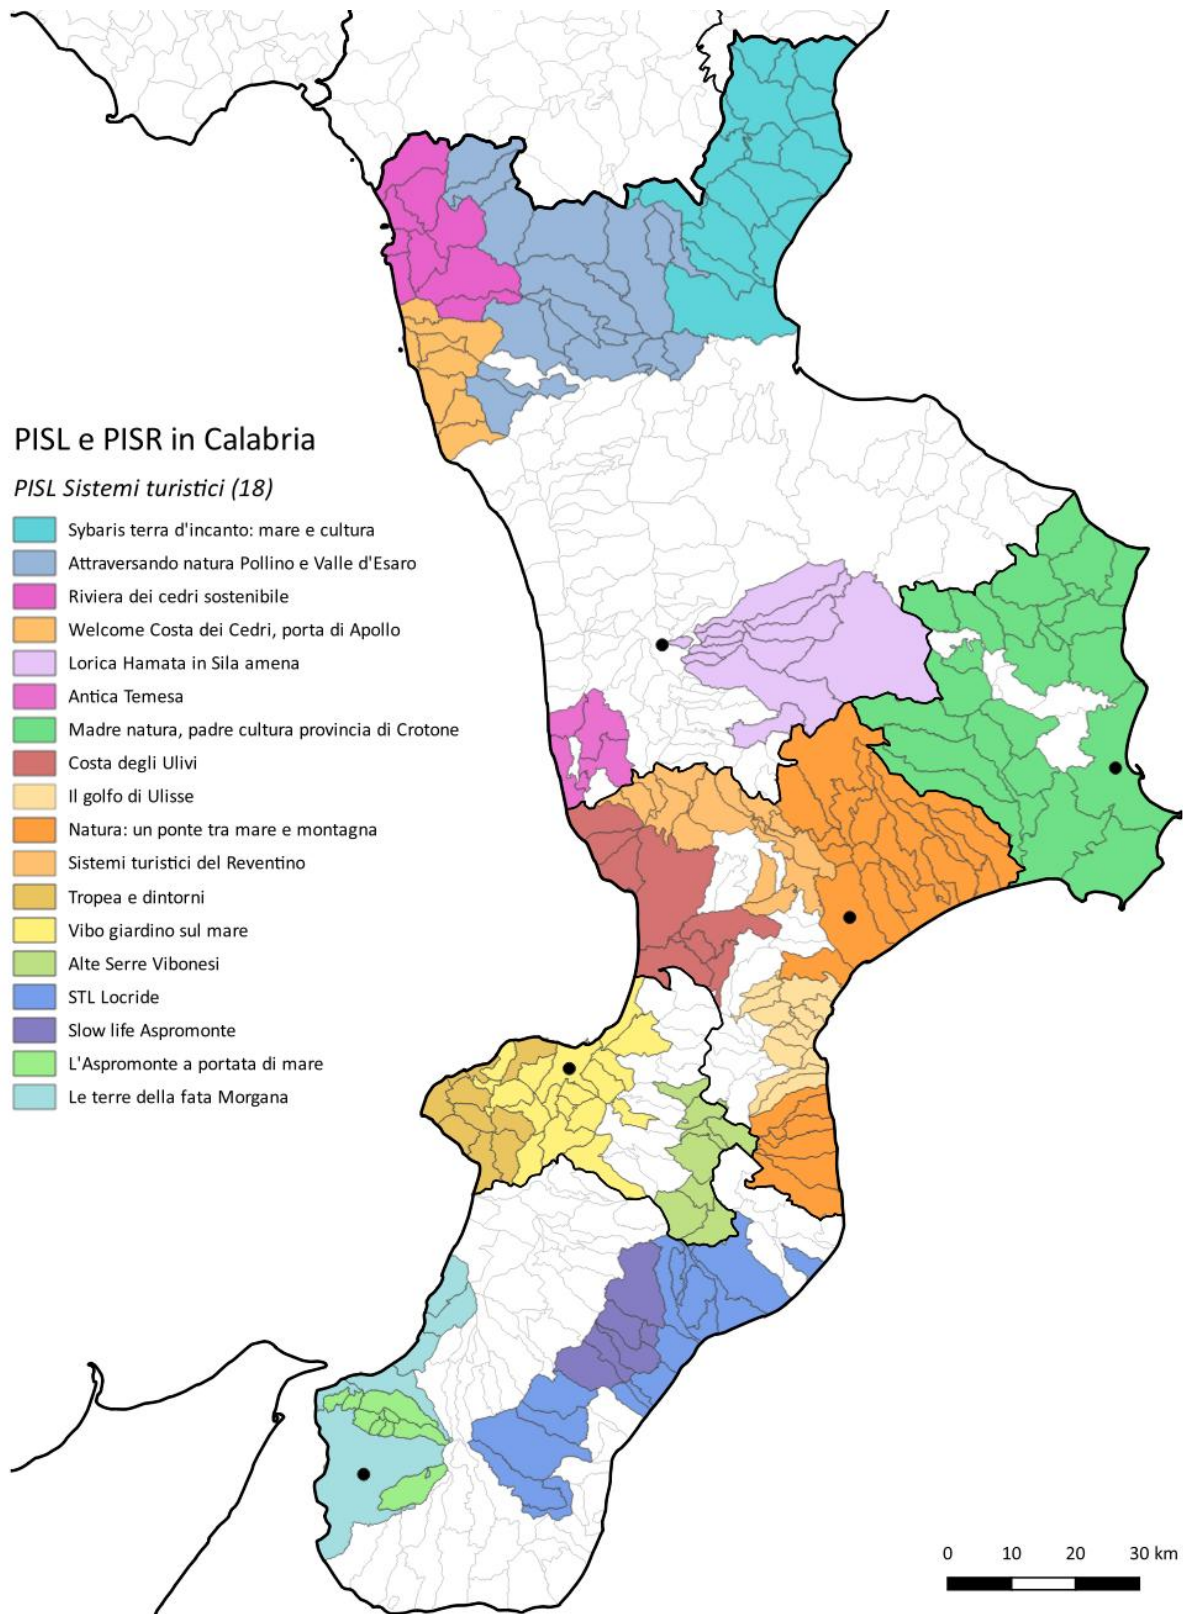 PISL e PISR in Calabria
PISL Sistemi turistici (18)
Sybaris terra d'incanto: mare e cultura
Attraversando natura Pollino e Valle d'Esaro
Riviera dei cedri sostenibile
Welcome Costa dei Cedri, porta di Apollo
Lorica Hamata in Sila amena
Antica Temesa
Madre natura, padre cultura provincia di Crotone
Costa degli Ulivi
Il golfo di Ulisse
Natura: un ponte tra mare e montagna
Sistemi turistici del Reventino
Tropea e dintorni
Vibo giardino sul mare
Alte Serre Vibonesi
STL Locride
Slow life Aspromonte
L'Aspromonte a portata di mare
Le terre della fata Morgana
0 10 20 30 km